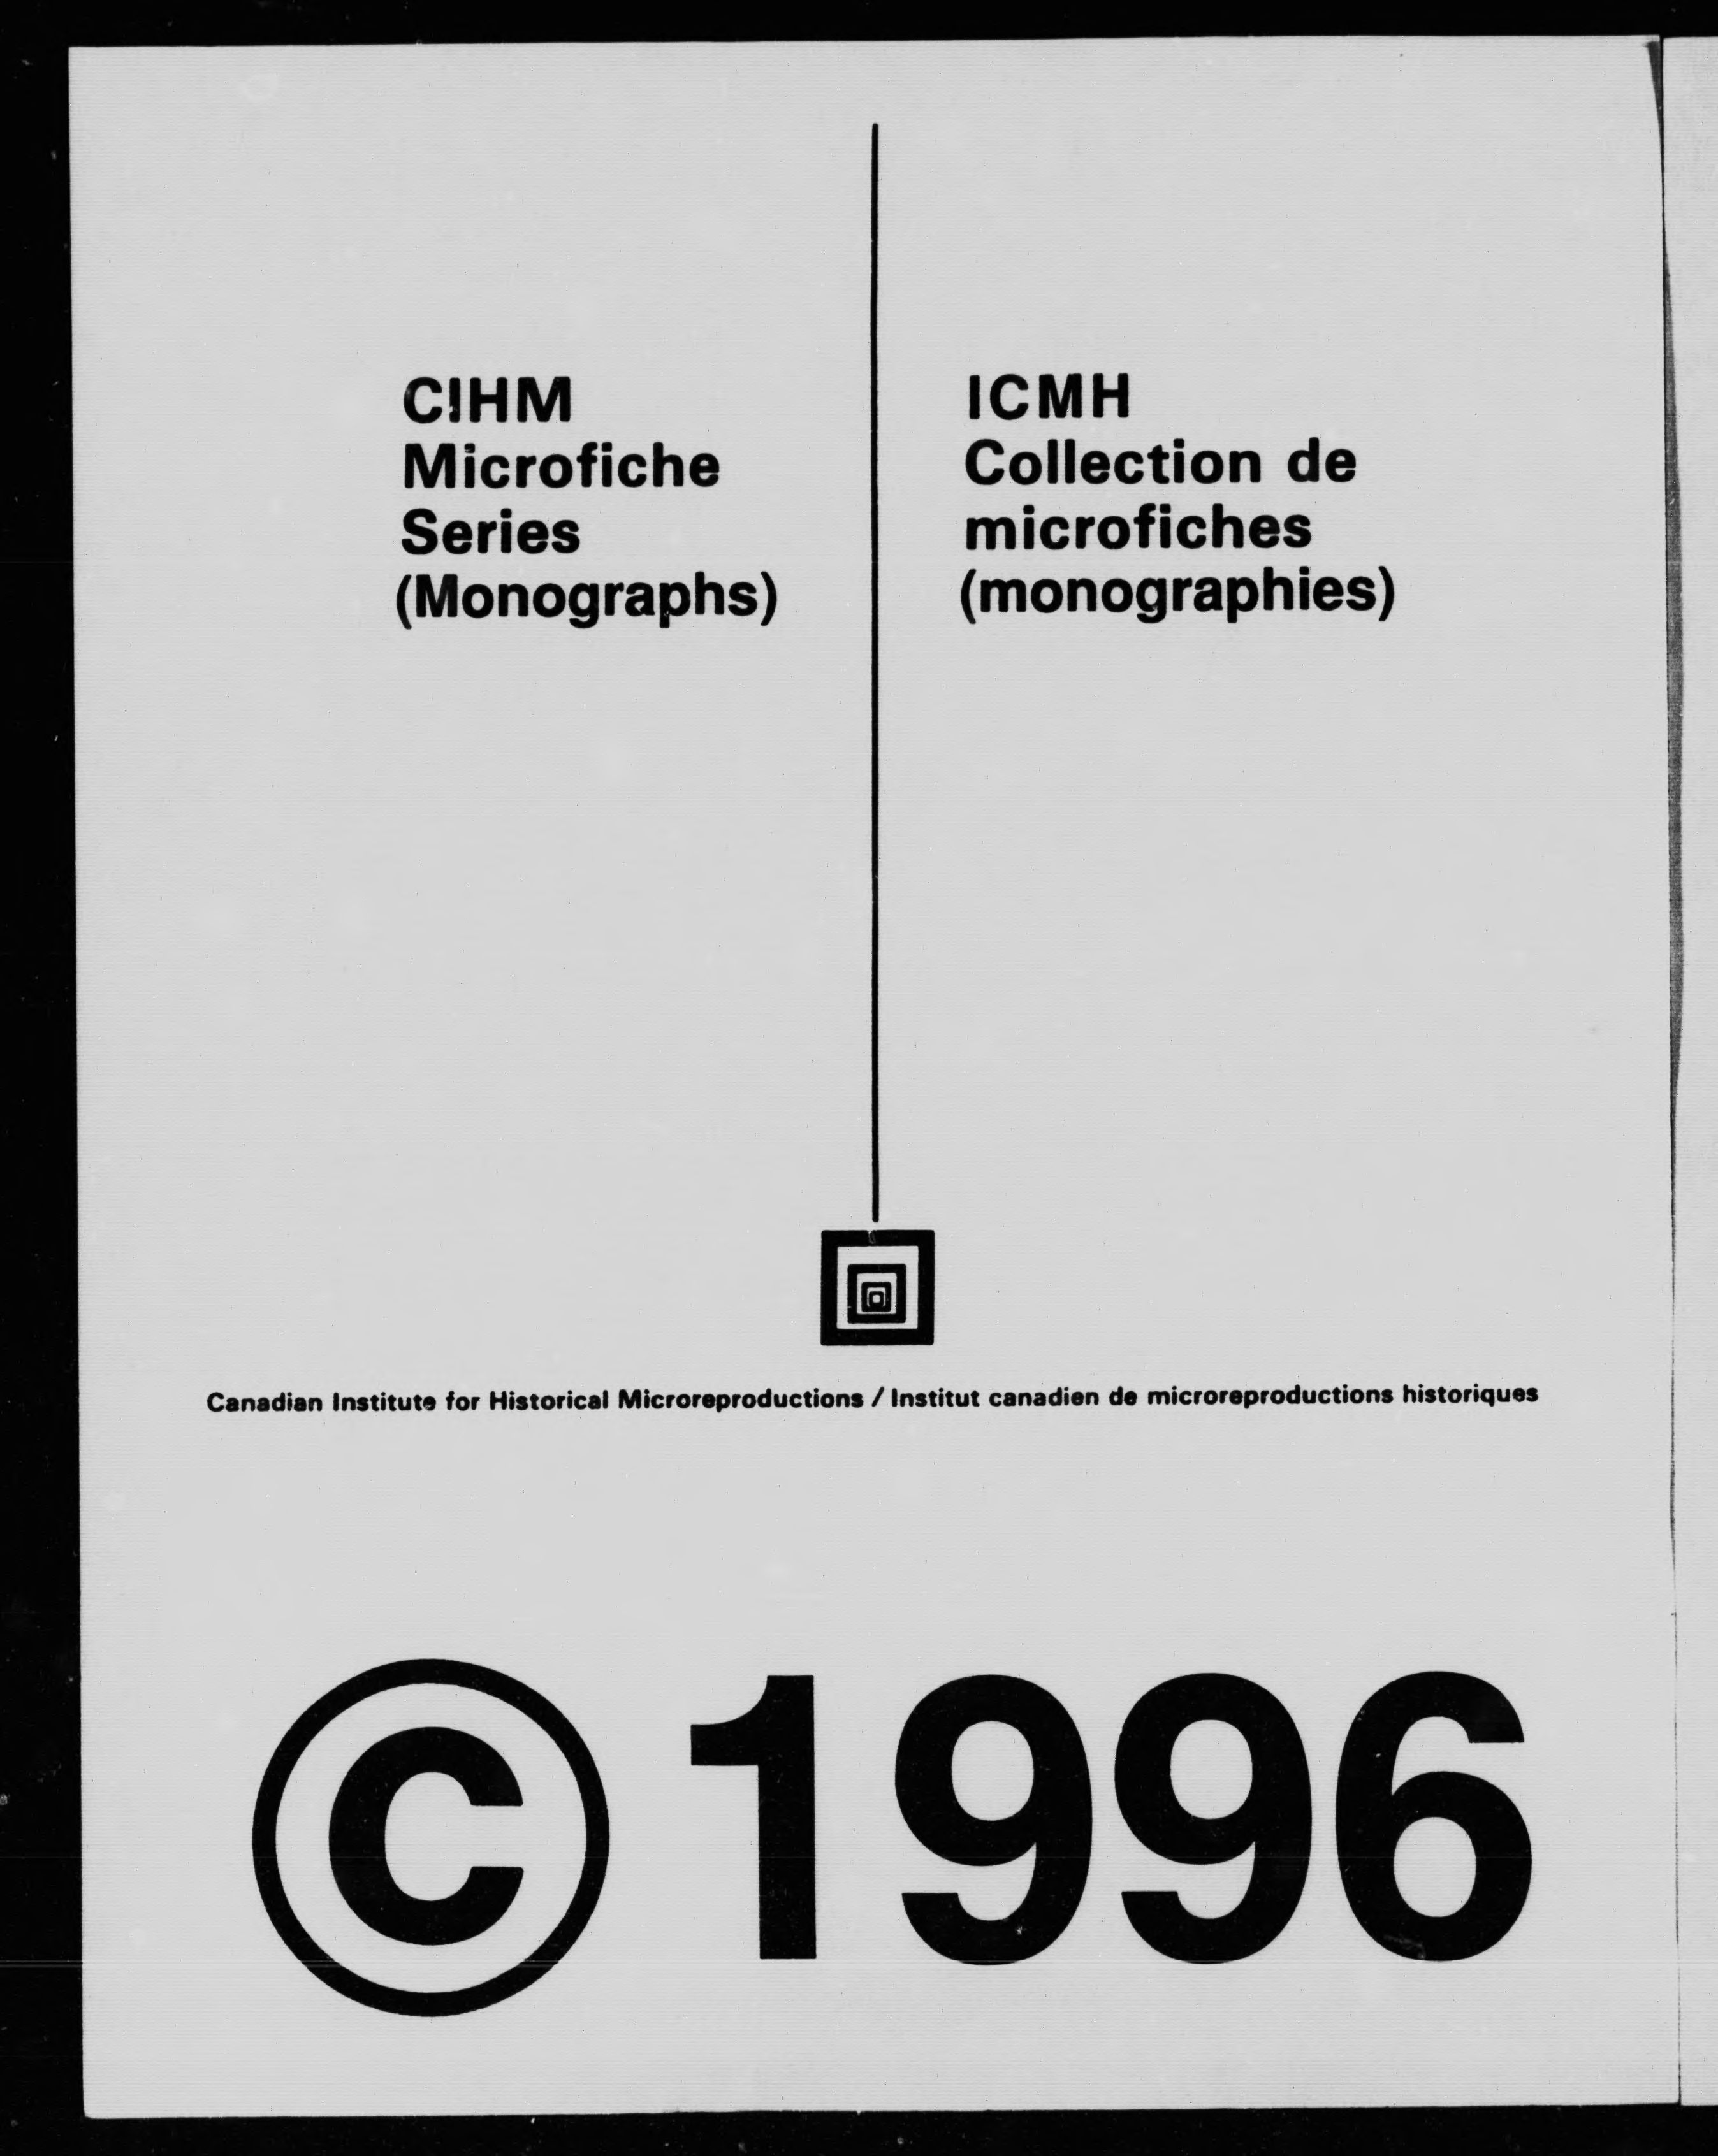 CIHM
Microfiche
Series
(Monographs)
ICMH
Collection de
microfiches
(monographies)
Canadian Institute for Historical Microreproductions / Institut canadien de microreproductions historiques
© 1996